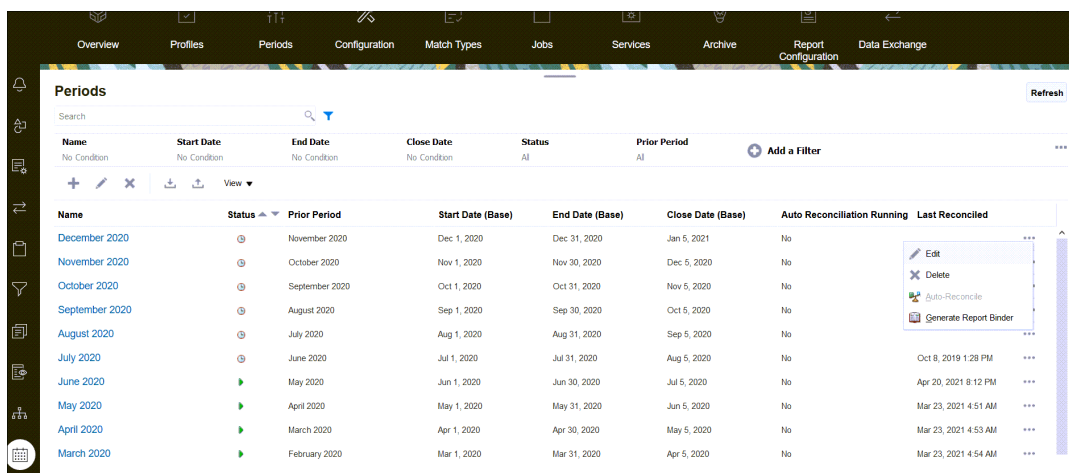 Overview Profiles Periods Configuration Match Types Jobs Services Archive Report Configuration Data Exchange
Periods
Refresh
Search
Name Start Date End Date Close Date Status Prior Period
No Condition No Condition No Condition No Condition All All
Add a Filter
View
Name Status Prior Period Start Date (Base) End Date (Base) Close Date (Base) Auto Reconciliation Running Last Reconciled
December 2020 November 2020 Dec 1, 2020 Dec 31, 2020 Jan 5, 2021 No
November 2020 October 2020 Nov 1, 2020 Nov 30, 2020 Dec 5, 2020 No
October 2020 September 2020 Oct 1, 2020 Oct 31, 2020 Nov 5, 2020 No
September 2020 August 2020 Sep 1, 2020 Sep 30, 2020 Oct 5, 2020 No
August 2020 July 2020 Aug 1, 2020 Aug 31, 2020 Sep 5, 2020 No
July 2020 June 2020 Jul 1, 2020 Jul 31, 2020 Aug 5, 2020 No Oct 8, 2019 1:28 PM
June 2020 May 2020 Jun 1, 2020 Jun 30, 2020 Jul 5, 2020 No Apr 20, 2021 8:12 PM
May 2020 April 2020 May 1, 2020 May 31, 2020 Jun 5, 2020 No Mar 23, 2021 4:51 AM
April 2020 March 2020 Apr 1, 2020 Apr 30, 2020 May 5, 2020 No Mar 23, 2021 4:53 AM
March 2020 February 2020 Mar 1, 2020 Mar 31, 2020 Apr 5, 2020 No Mar 23, 2021 4:54 AM
Edit
Delete
Auto-Reconcile
Generate Report Binder